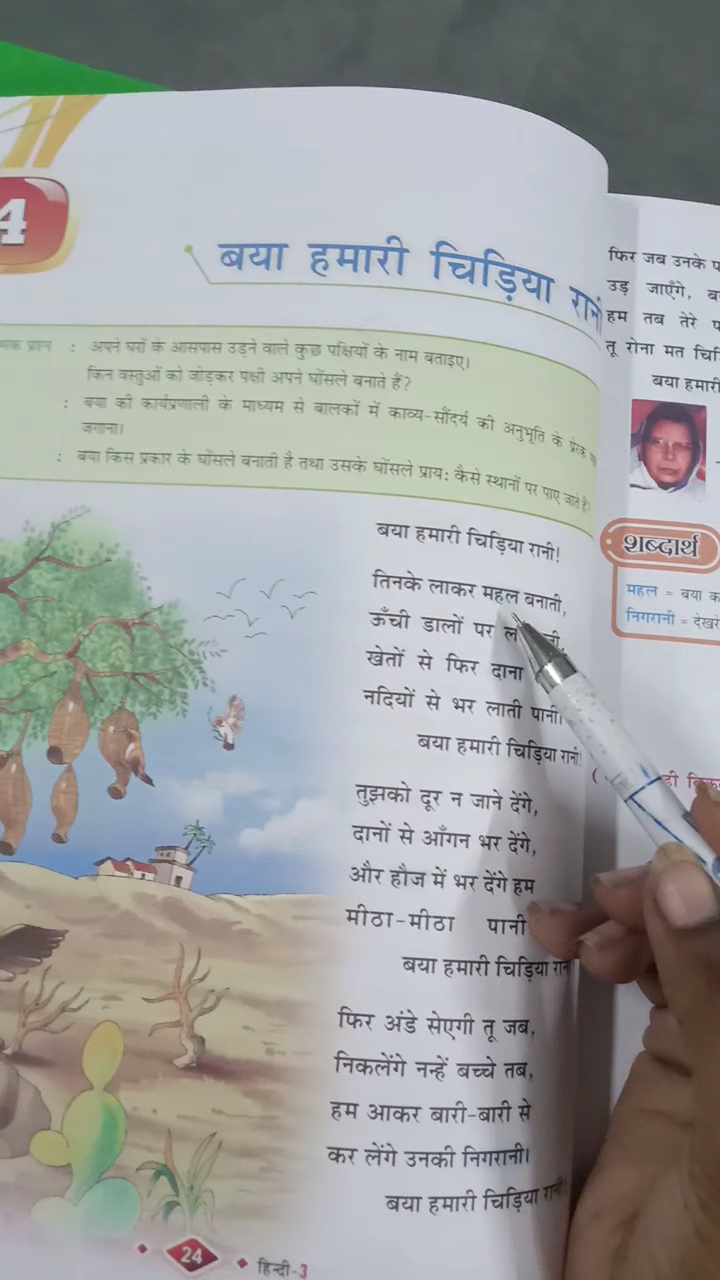 4
बया हमारी चिड़िया रानी
प्रश्न : अपने घरों के आसपास उड़ने वाले कुछ पक्षियों के नाम बताइए।
किन वस्तुओं को जोड़कर पक्षी अपने घोंसले बनाते हैं?
: बया की कार्यप्रणाली के माध्यम से बालकों में काव्य-सौंदर्य की अनुभूति के प्रेरक
जगाना।
: बया किस प्रकार के घोंसले बनाती है तथा उसके घोंसले प्राय: कैसे स्थानों पर पाए जाते हैं?
बया हमारी चिड़िया रानी!
तिनके लाकर महल बनाती,
ऊँची डालों पर
खेतों से फिर दाना
नदियों से भर लाती पानी।
बया हमारी चिड़िया रानी!
तुझको दूर न जाने देंगे,
दानों से आँगन भर देंगे,
और हौज में भर देंगे हम
मीठा-मीठा पानी
बया हमारी चिड़िया रानी
फिर अंडे सेएगी तू जब,
निकलेंगे नन्हें बच्चे तब,
हम आकर बारी-बारी से
कर लेंगे उनकी निगरानी।
बया हमारी चिड़िया रानी
24
हिन्दी-3
फिर जब उनके
उड़ जाएँगे,
हम तब तेरे
तू रोना मत
बया हमारी
शब्दार्थ
महल = बया
निगरानी =